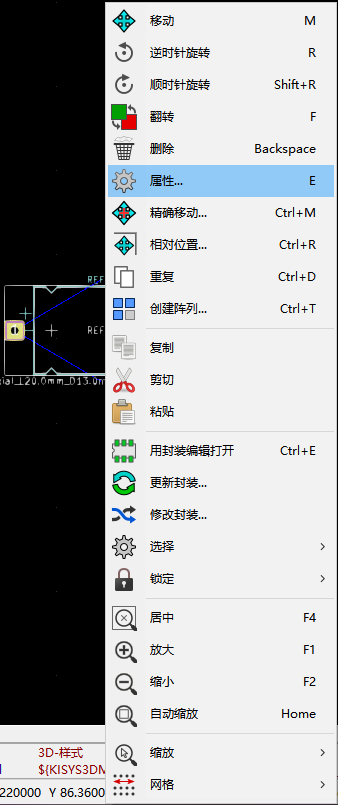 移动 M
逆时针旋转 R
顺时针旋转 Shift+R
翻转 F
删除 Backspace
属性... E
精确移动... Ctrl+M
相对位置... Ctrl+R
重复 Ctrl+D
创建阵列... Ctrl+T
复制
剪切
粘贴
用封装编辑打开 Ctrl+E
更新封装...
修改封装...
选择
锁定
居中 F4
放大 F1
缩小 F2
自动缩放 Home
缩放
网格
REF
REF
ial_L20.0mm_D13.0m
3D-样式
${KISYS3DM
220000 Y 86.3600